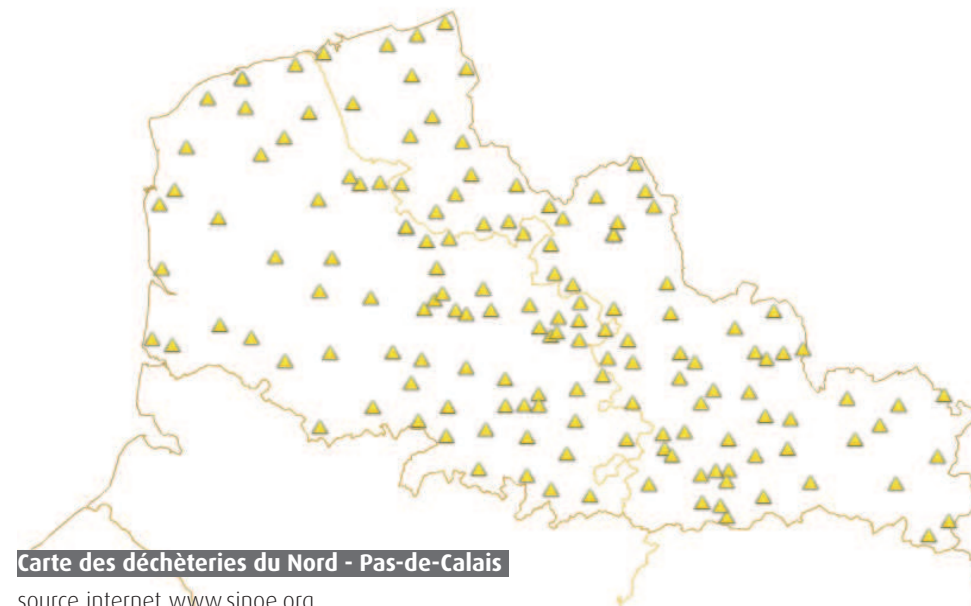 Carte des déchèteries du Nord - Pas-de-Calais
source internet www.sinoe.org